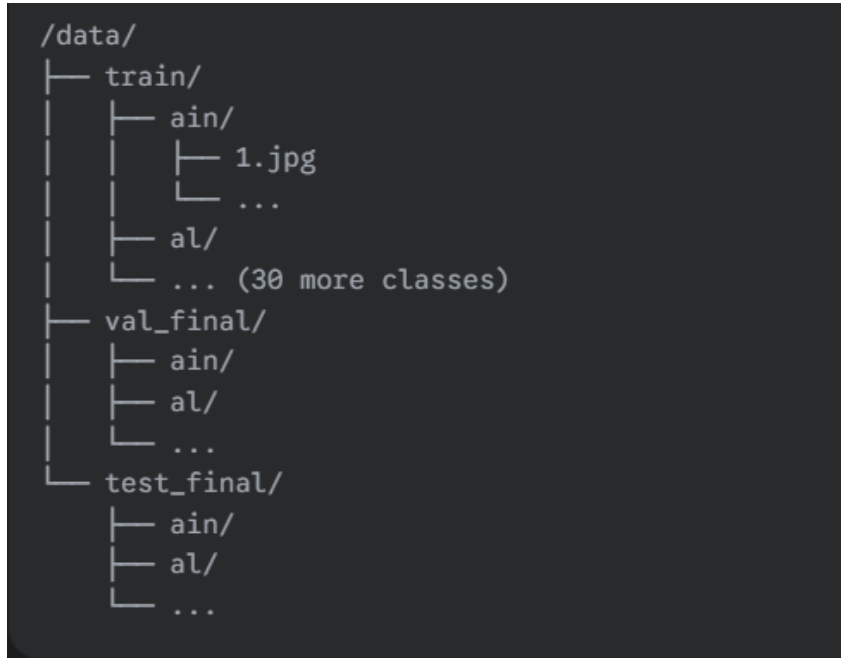 /data/
├── train/
│   ├── ain/
│   │   ├── 1.jpg
│   │   └── ...
│   ├── al/
│   └── ... (30 more classes)
├── val_final/
│   ├── ain/
│   ├── al/
│   └── ...
└── test_final/
    ├── ain/
    ├── al/
    └── ...